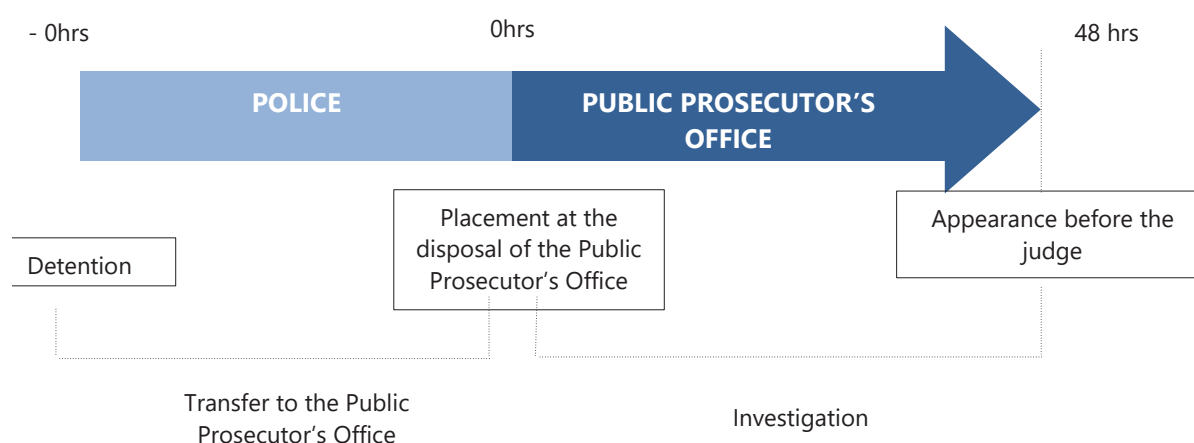 - 0hrs
0hrs
48 hrs
POLICE
PUBLIC PROSECUTOR’S
OFFICE
Detention
Placement at the
disposal of the Public
Prosecutor’s Office
Appearance before the
judge
Transfer to the Public
Prosecutor’s Office
Investigation